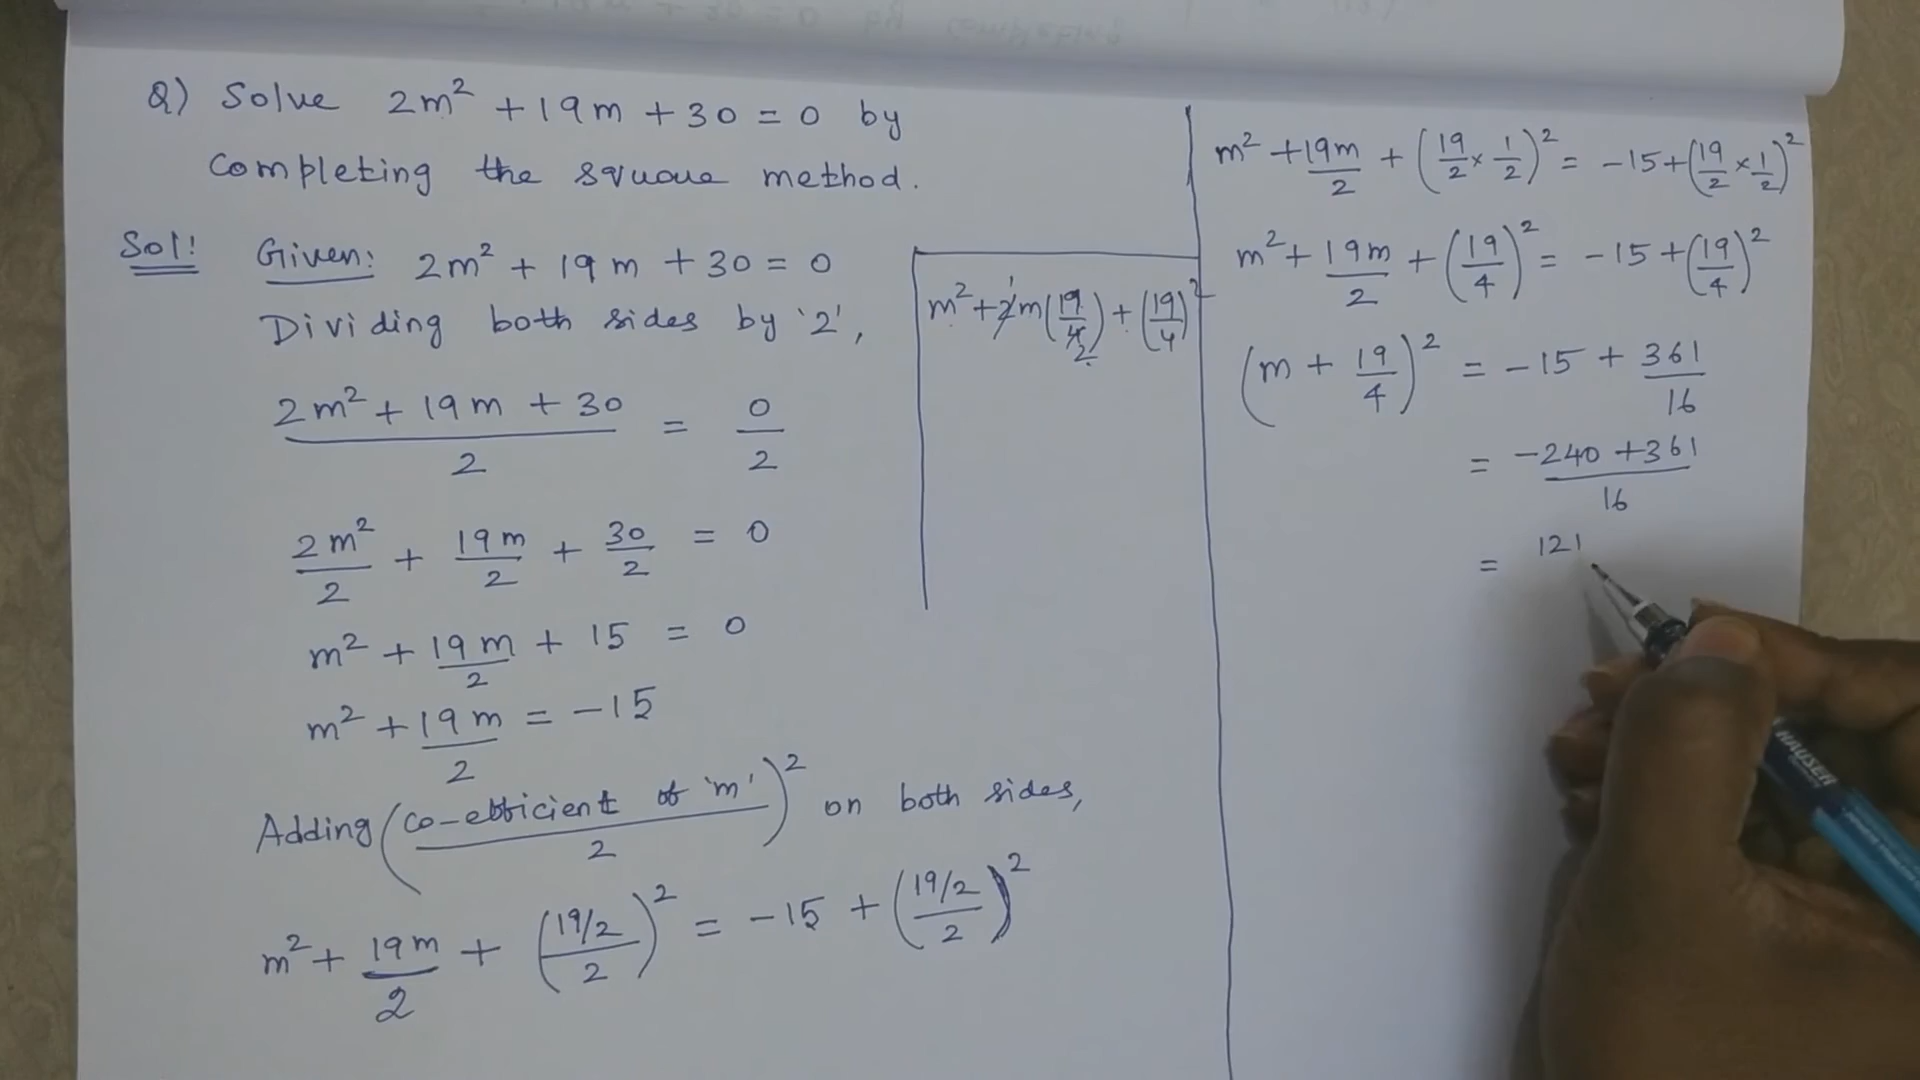 Q) Solve 2m² + 19m + 30 = 0 by
completing the square method.
Sol: Given: 2m² + 19m + 30 = 0
Dividing both sides by '2',
(2m² + 19m + 30)/2 = 0/2
2m²/2 + 19m/2 + 30/2 = 0
m² + 19m/2 + 15 = 0
m² + 19m/2 = -15
Adding (co-efficient of 'm'/2)² on both sides,
m² + 19m/2 + ((19/2)/2)² = -15 + ((19/2)/2)²
m² + 2m(19/4) + (19/4)²
1
2
m² + 19m/2 + (19/2 × 1/2)² = -15 + (19/2 × 1/2)²
m² + 19m/2 + (19/4)² = -15 + (19/4)²
(m + 19/4)² = -15 + 361/16
= (-240 + 361)/16
= 121
HAUSER